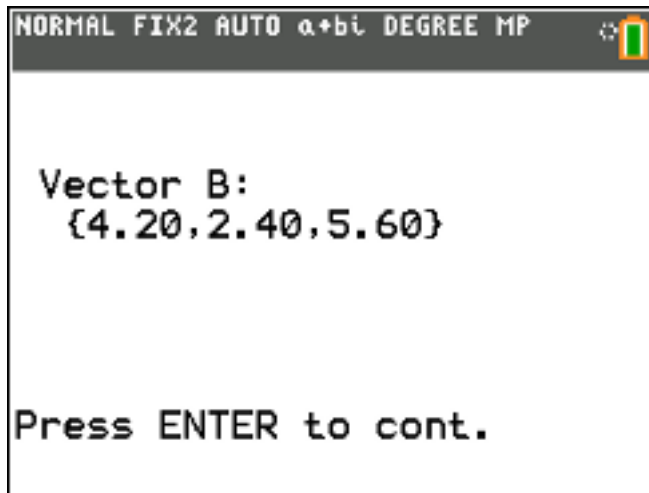 NORMAL FIX2 AUTO a+bi DEGREE MP
Vector B:
{4.20,2.40,5.60}
Press ENTER to cont.